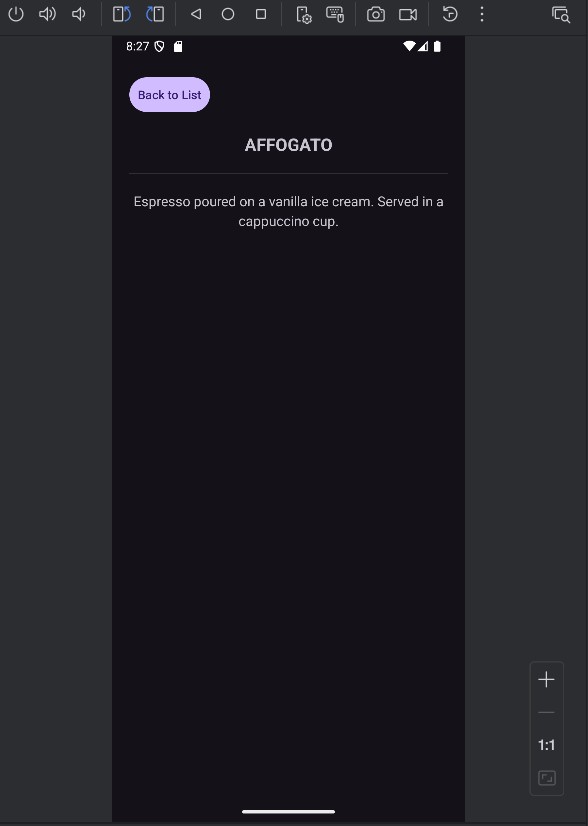 8:27
Back to List
AFFOGATO
Espresso poured on a vanilla ice cream. Served in a
cappuccino cup.
1:1